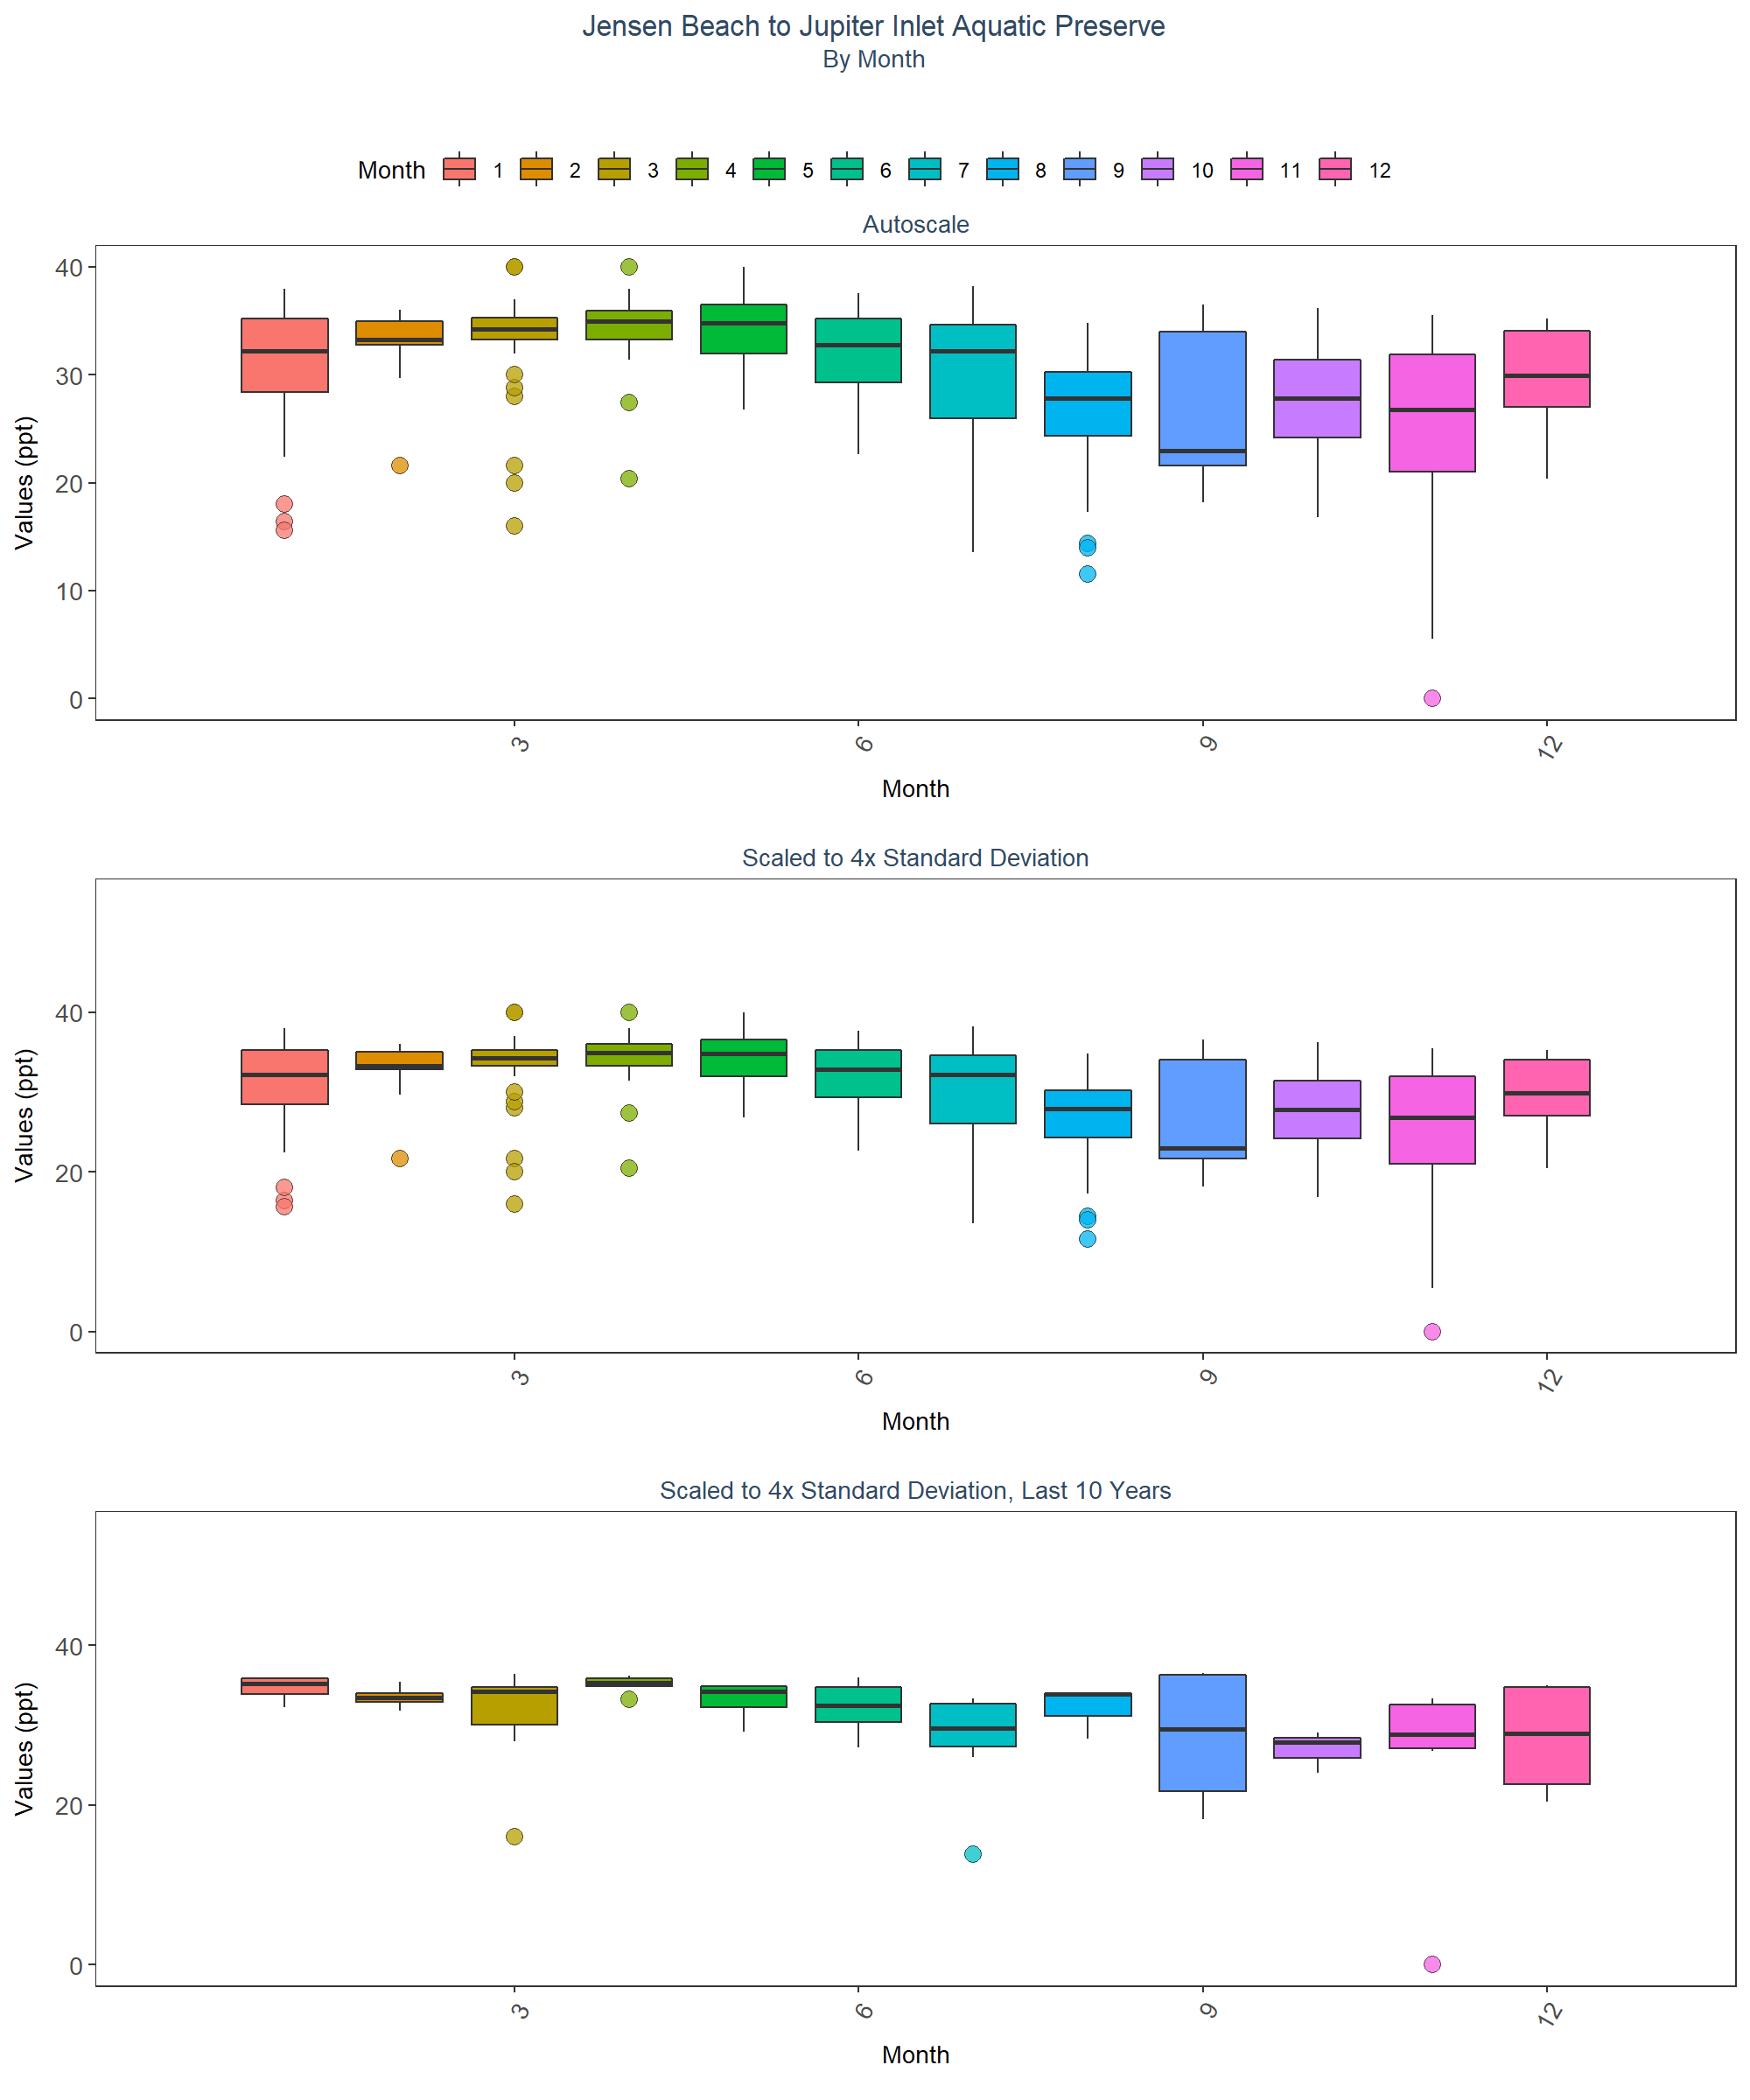 Jensen Beach to Jupiter Inlet Aquatic Preserve
By Month
Month 1 2 3 4 5 6 7 8 9 10 11 12
Autoscale
Values (ppt)
40
30
20
10
0
3 6 9 12
Month
Scaled to 4x Standard Deviation
Values (ppt)
40
20
0
3 6 9 12
Month
Scaled to 4x Standard Deviation, Last 10 Years
Values (ppt)
40
20
0
3 6 9 12
Month